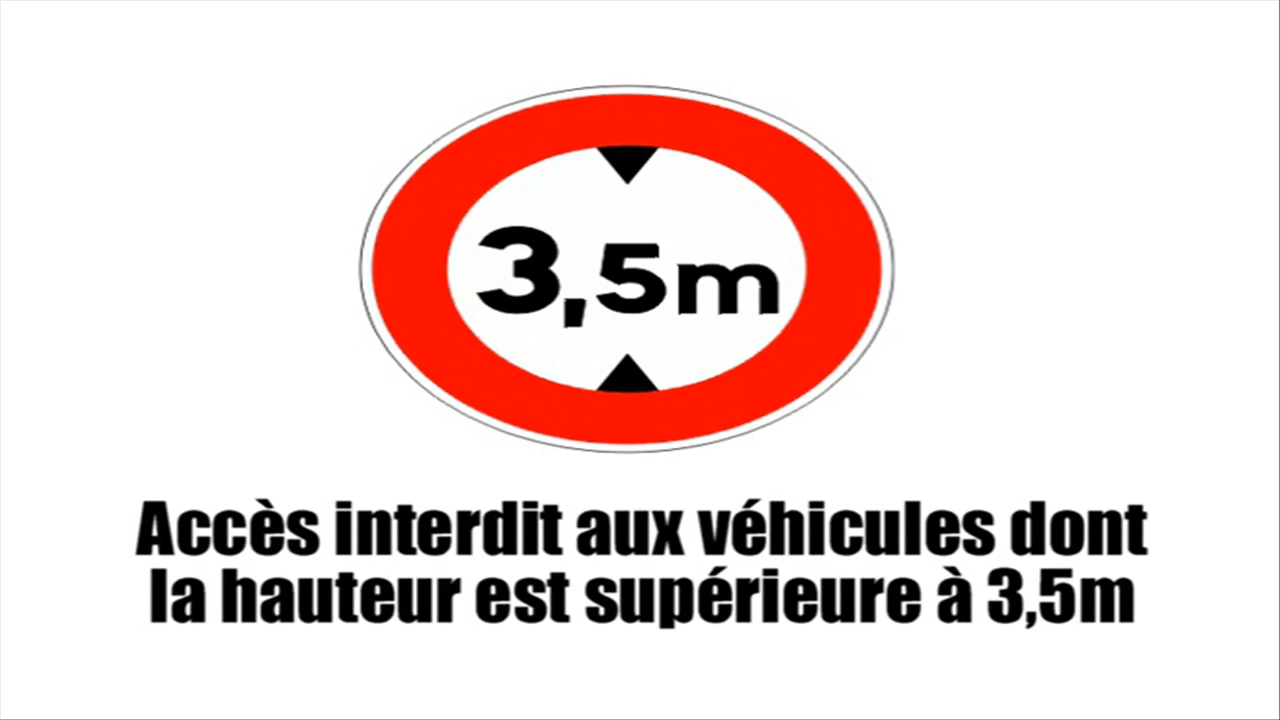 3,5m
Accès interdit aux véhicules dont
la hauteur est supérieure à 3,5m